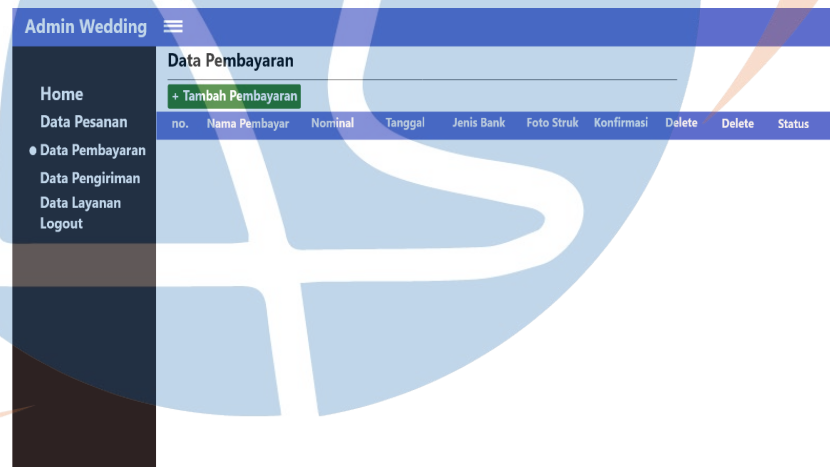 Admin Wedding
Data Pembayaran
Home
Data Pesanan
Data Pembayaran
Data Pengiriman
Data Layanan
Logout
+ Tambah Pembayaran
no. Nama Pembayar Nominal Tanggal Jenis Bank Foto Struk Konfirmasi Delete Delete Status